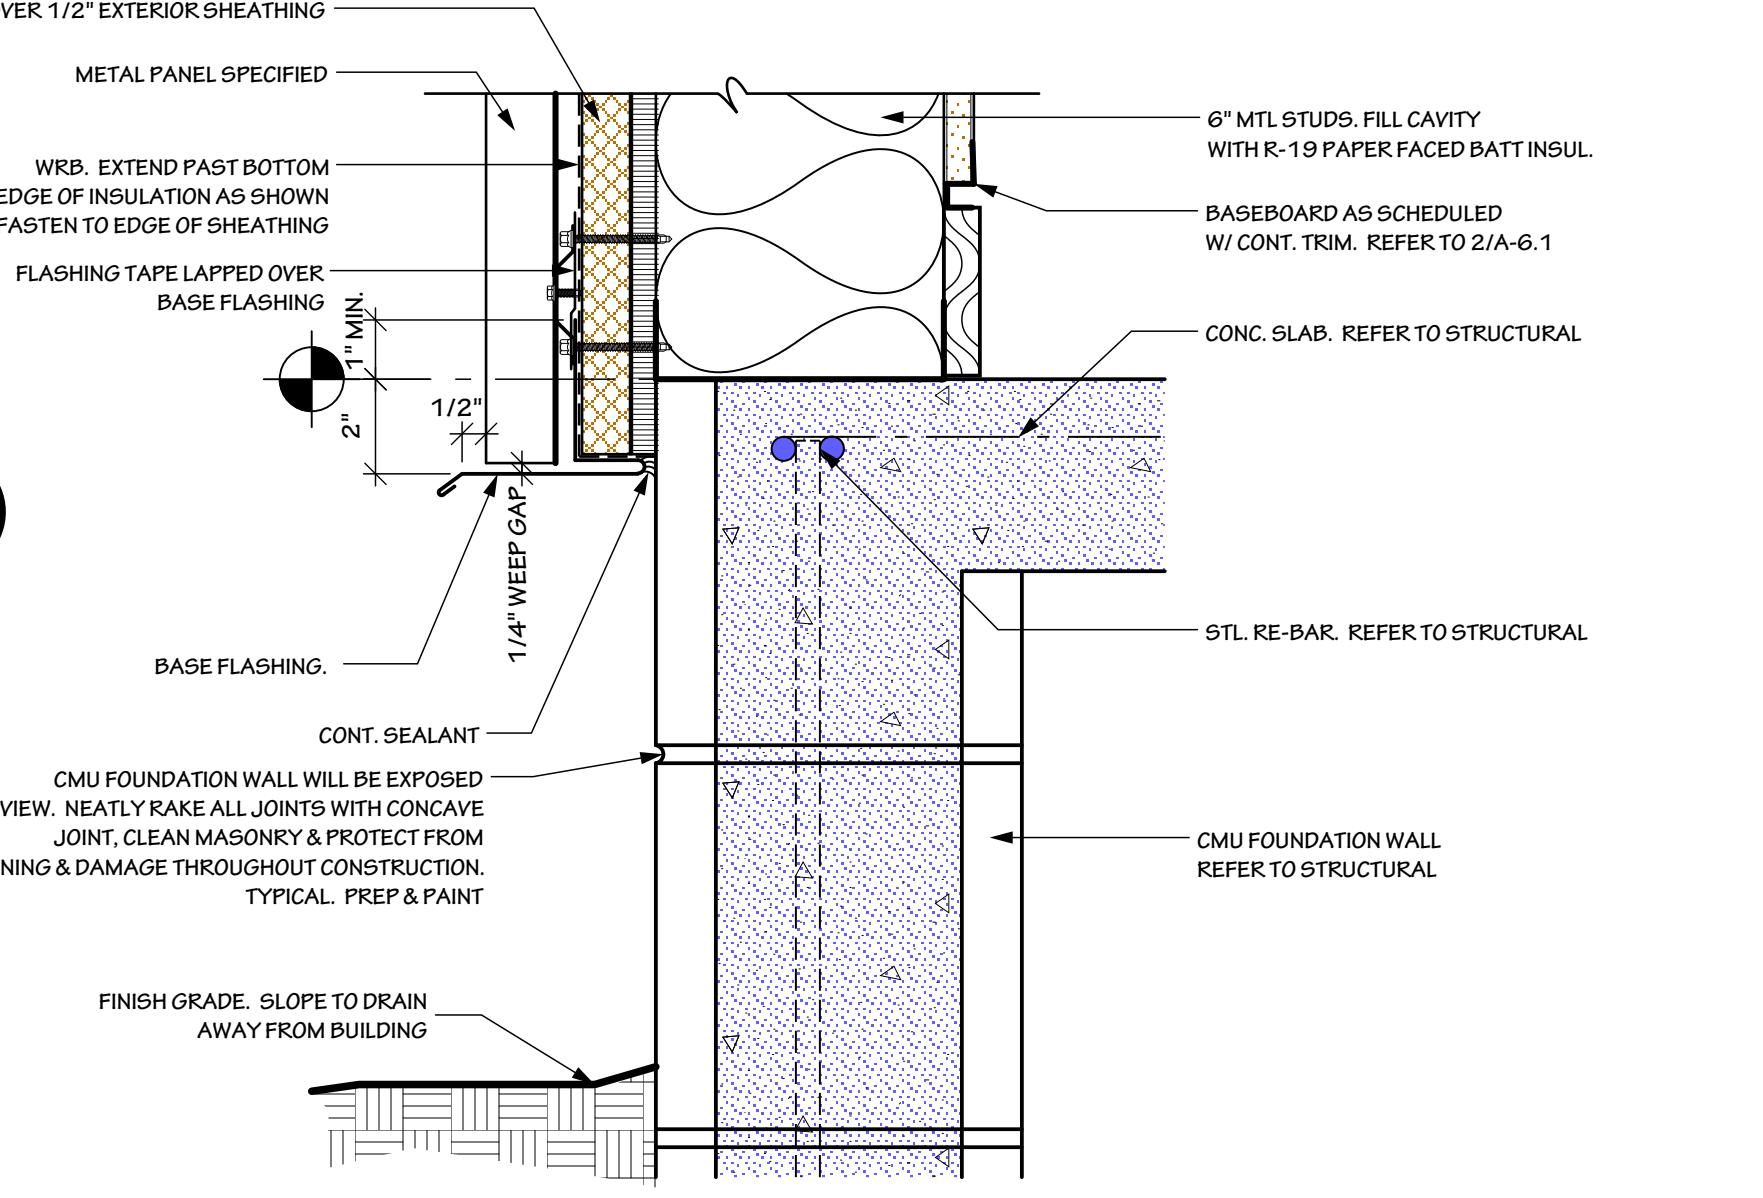 OVER 1/2" EXTERIOR SHEATHING
METAL PANEL SPECIFIED
WRB. EXTEND PAST BOTTOM
EDGE OF INSULATION AS SHOWN
FASTEN TO EDGE OF SHEATHING
FLASHING TAPE LAPPED OVER
BASE FLASHING
1" MIN.
2"
1/2"
1/4" WEEP GAP
BASE FLASHING.
CONT. SEALANT
CMU FOUNDATION WALL WILL BE EXPOSED
VIEW. NEATLY RAKE ALL JOINTS WITH CONCAVE
JOINT, CLEAN MASONRY & PROTECT FROM
NING & DAMAGE THROUGHOUT CONSTRUCTION.
TYPICAL. PREP & PAINT
FINISH GRADE. SLOPE TO DRAIN
AWAY FROM BUILDING
6" MTL STUDS. FILL CAVITY
WITH R-19 PAPER FACED BATT INSUL.
BASEBOARD AS SCHEDULED
W/ CONT. TRIM. REFER TO 2/A-6.1
CONC. SLAB. REFER TO STRUCTURAL
STL. RE-BAR. REFER TO STRUCTURAL
CMU FOUNDATION WALL
REFER TO STRUCTURAL